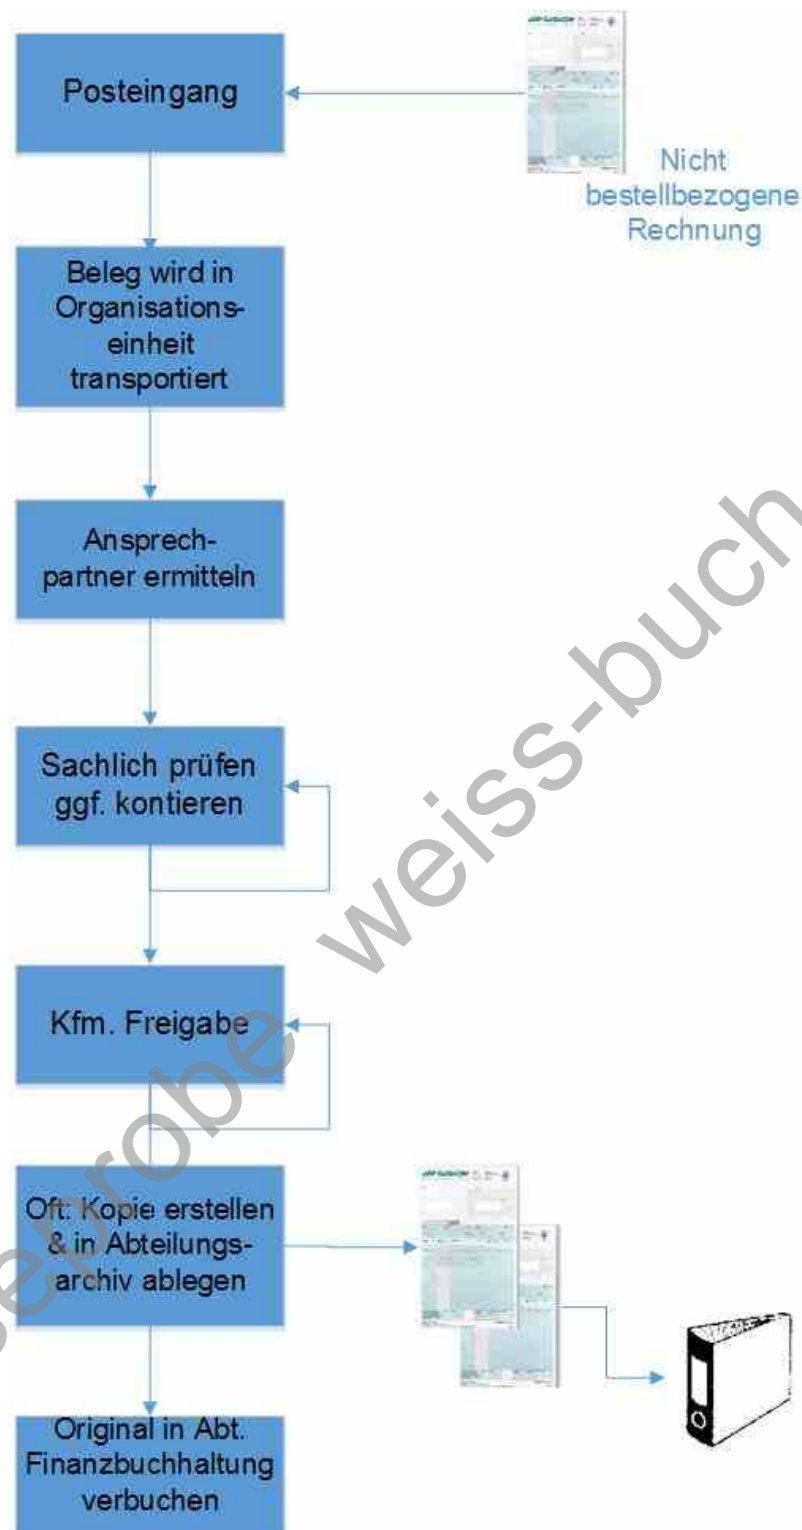 Posteingang
Nicht
bestellbezogene
Rechnung
Beleg wird in
Organisations-
einheit
transportiert
Ansprech-
partner ermitteln
Sachlich prüfen
ggf. kontieren
Kfm. Freigabe
Oft: Kopie erstellen
& in Abteilungs-
archiv ablegen
Original in Abt.
Finanzbuchhaltung
verbuchen
seprobe weiss-buch